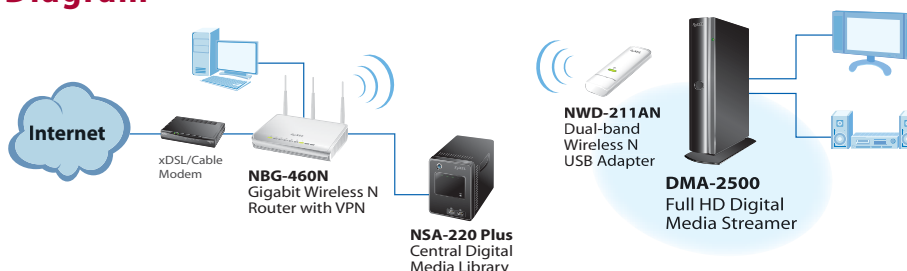 Diagram
Internet
xDSL/Cable
Modem
NBG-460N
Gigabit Wireless N
Router with VPN
NSA-220 Plus
Central Digital
Media Library
NWD-211AN
Dual-band
Wireless N
USB Adapter
DMA-2500
Full HD Digital
Media Streamer